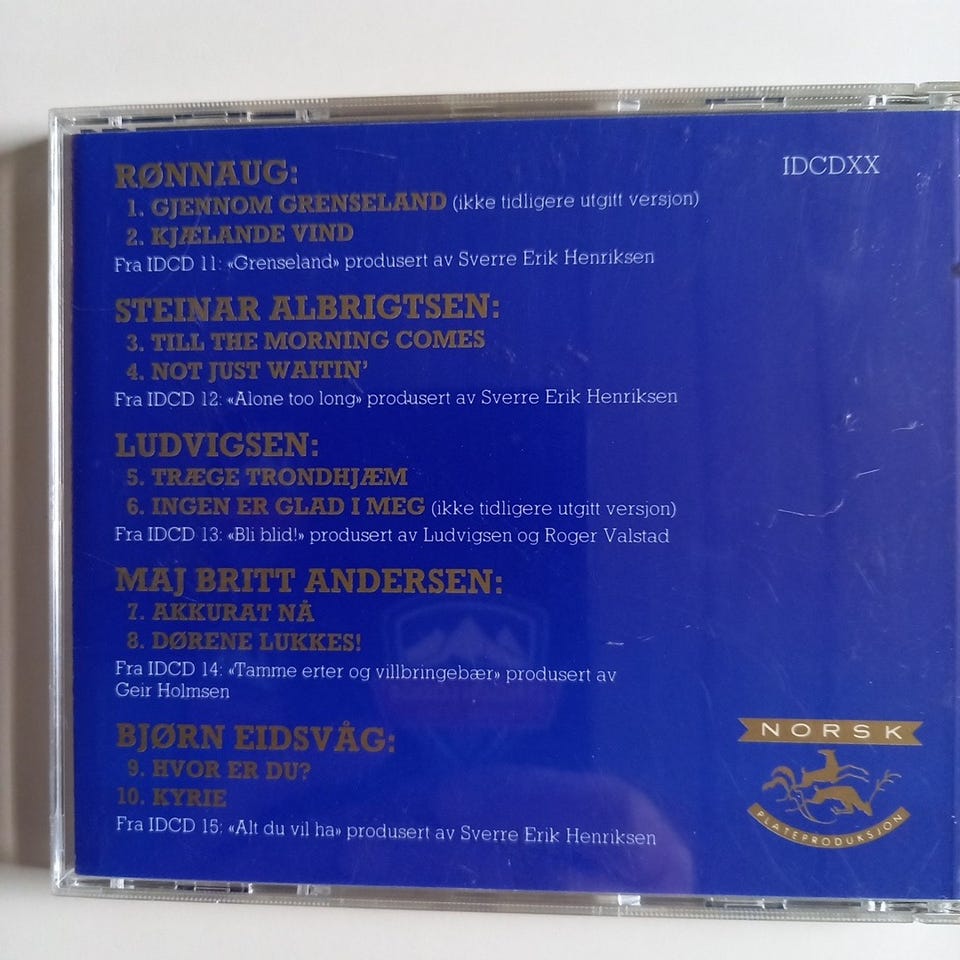 RØNNAUG:
1. GJENNOM GRENSELAND (ikke tidligere utgitt versjon)
2. KJÆLANDE VIND
Fra IDCD 11: «Grenseland» produsert av Sverre Erik Henriksen
STEINAR ALBRIGTSEN:
3. TILL THE MORNING COMES
4. NOT JUST WAITIN’
Fra IDCD 12: «Alone too long» produsert av Sverre Erik Henriksen
LUDVIGSEN:
5. TRÆGE TRONDHJÆM
6. INGEN ER GLAD I MEG (ikke tidligere utgitt versjon)
Fra IDCD 13: «Bli blid!» produsert av Ludvigsen og Roger Valstad
MAJ BRITT ANDERSEN:
7. AKKURAT NÅ
8. DØRENE LUKKES!
Fra IDCD 14: «Tamme erter og villbringebær» produsert av
Geir Holmsen
BJØRN EIDSVÅG:
9. HVOR ER DU?
10. KYRIE
Fra IDCD 15: «Alt du vil ha» produsert av Sverre Erik Henriksen
IDCDXX
NORSK
PLATEPRODUKSJON